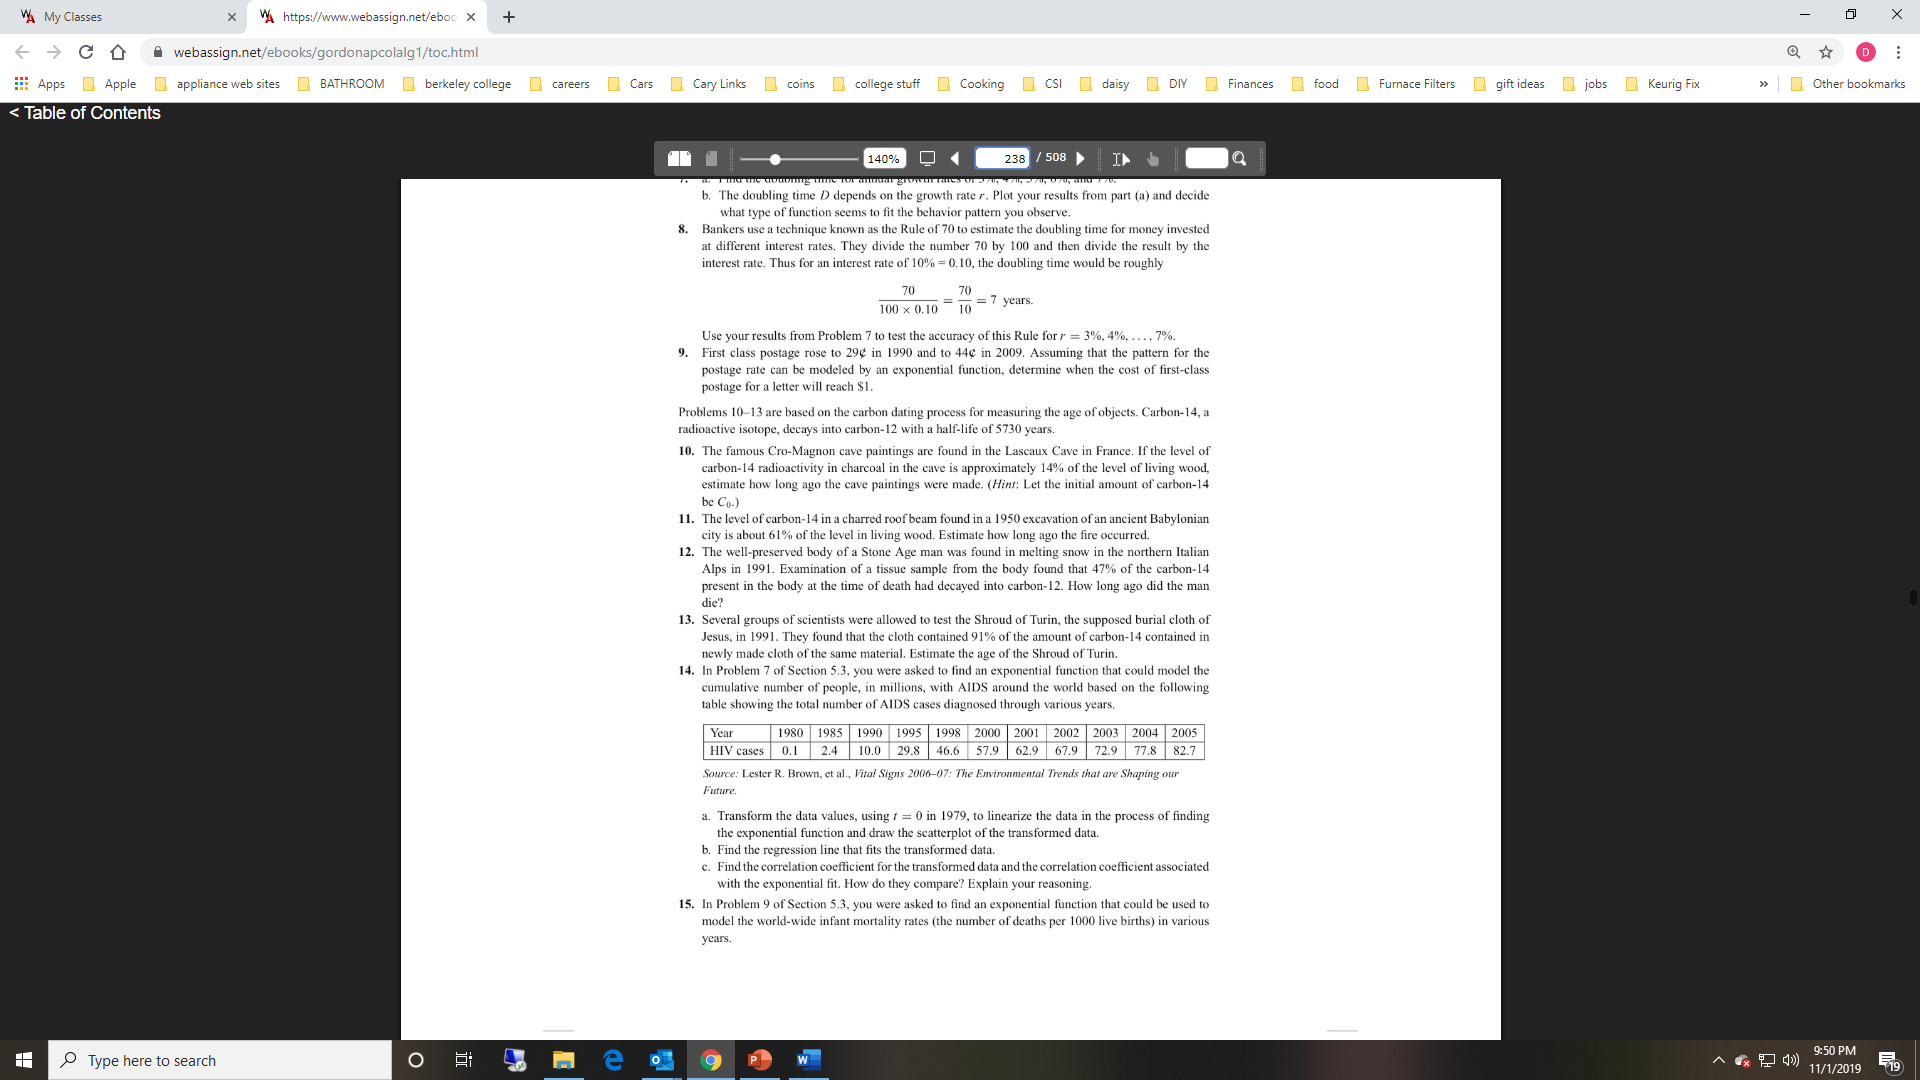 My Classes
https://www.webassign.net/eboo
webassign.net/ebooks/gordonapcolalg1/toc.html
D
Apps Apple appliance web sites BATHROOM berkeley college careers Cars Cary Links coins college stuff Cooking CSI daisy DIY Finances food Furnace Filters gift ideas jobs Keurig Fix » Other bookmarks
< Table of Contents
140% 238 / 508
7. a. Find the doubling time for annual growth rates of 3%, 4%, 5%, 6%, and 7%.
b. The doubling time D depends on the growth rate r. Plot your results from part (a) and decide
what type of function seems to fit the behavior pattern you observe.
8. Bankers use a technique known as the Rule of 70 to estimate the doubling time for money invested
at different interest rates. They divide the number 70 by 100 and then divide the result by the
interest rate. Thus for an interest rate of 10% = 0.10, the doubling time would be roughly
70 / (100 × 0.10) = 70 / 10 = 7 years.
Use your results from Problem 7 to test the accuracy of this Rule for r = 3%, 4%, . . . , 7%.
9. First class postage rose to 29¢ in 1990 and to 44¢ in 2009. Assuming that the pattern for the
postage rate can be modeled by an exponential function, determine when the cost of first-class
postage for a letter will reach $1.
Problems 10–13 are based on the carbon dating process for measuring the age of objects. Carbon-14, a
radioactive isotope, decays into carbon-12 with a half-life of 5730 years.
10. The famous Cro-Magnon cave paintings are found in the Lascaux Cave in France. If the level of
carbon-14 radioactivity in charcoal in the cave is approximately 14% of the level of living wood,
estimate how long ago the cave paintings were made. (Hint: Let the initial amount of carbon-14
be C₀.)
11. The level of carbon-14 in a charred roof beam found in a 1950 excavation of an ancient Babylonian
city is about 61% of the level in living wood. Estimate how long ago the fire occurred.
12. The well-preserved body of a Stone Age man was found in melting snow in the northern Italian
Alps in 1991. Examination of a tissue sample from the body found that 47% of the carbon-14
present in the body at the time of death had decayed into carbon-12. How long ago did the man
die?
13. Several groups of scientists were allowed to test the Shroud of Turin, the supposed burial cloth of
Jesus, in 1991. They found that the cloth contained 91% of the amount of carbon-14 contained in
newly made cloth of the same material. Estimate the age of the Shroud of Turin.
14. In Problem 7 of Section 5.3, you were asked to find an exponential function that could model the
cumulative number of people, in millions, with AIDS around the world based on the following
table showing the total number of AIDS cases diagnosed through various years.
Year 1980 1985 1990 1995 1998 2000 2001 2002 2003 2004 2005
HIV cases 0.1 2.4 10.0 29.8 46.6 57.9 62.9 67.9 72.9 77.8 82.7
Source: Lester R. Brown, et al., Vital Signs 2006–07: The Environmental Trends that are Shaping our
Future.
a. Transform the data values, using t = 0 in 1979, to linearize the data in the process of finding
the exponential function and draw the scatterplot of the transformed data.
b. Find the regression line that fits the transformed data.
c. Find the correlation coefficient for the transformed data and the correlation coefficient associated
with the exponential fit. How do they compare? Explain your reasoning.
15. In Problem 9 of Section 5.3, you were asked to find an exponential function that could be used to
model the world-wide infant mortality rates (the number of deaths per 1000 live births) in various
years.
Type here to search
9:50 PM
11/1/2019
19